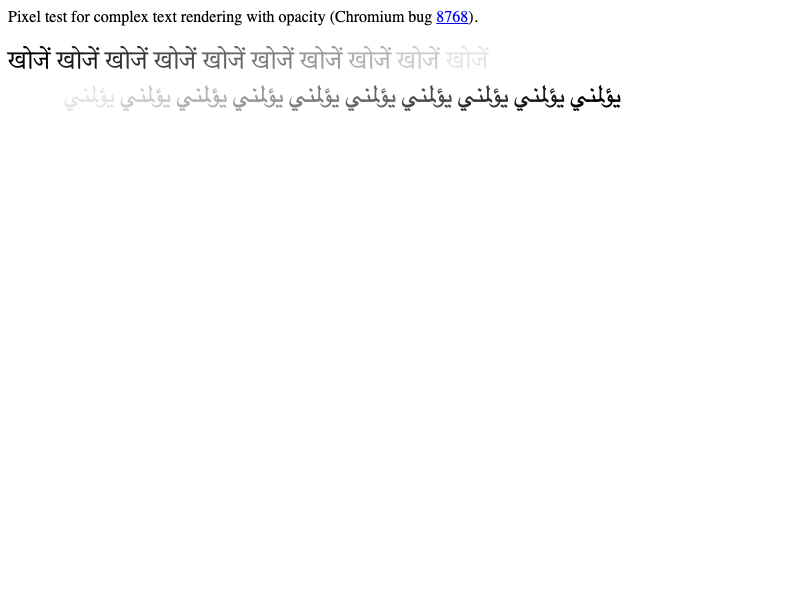 Pixel test for complex text rendering with opacity (Chromium bug 8768).
खोजें खोजें खोजें खोजें खोजें खोजें खोजें खोजें खोजें खोजें
يؤلمني يؤلمني يؤلمني يؤلمني يؤلمني يؤلمني يؤلمني يؤلمني يؤلمني يؤلمني